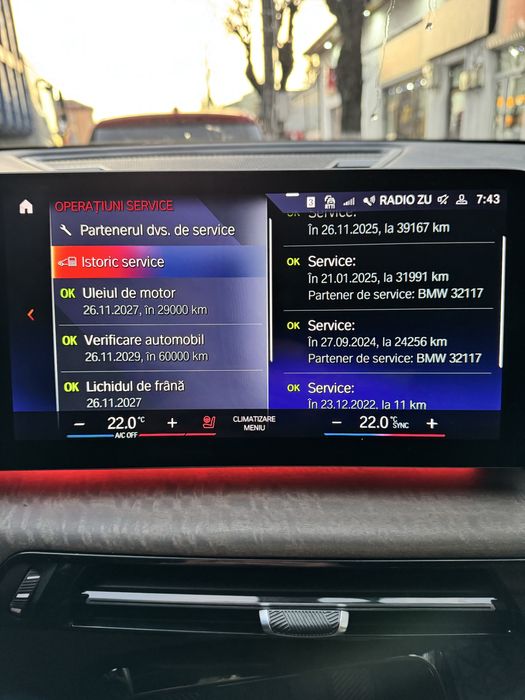 OPERAȚIUNI SERVICE
RADIO ZU
7:43
Partenerul dvs. de service
Istoric service
OK Uleiul de motor
26.11.2027, în 29000 km
OK Verificare automobil
26.11.2029, în 60000 km
OK Lichidul de frână
26.11.2027
OK Service:
În 26.11.2025, la 39167 km
OK Service:
În 21.01.2025, la 31991 km
Partener de service: BMW 32117
OK Service:
În 27.09.2024, la 24256 km
Partener de service: BMW 32117
OK Service:
În 23.12.2022, la 11 km
− 22.0°C +
A/C OFF
CLIMATIZARE
MENIU
− 22.0°C +
SYNC